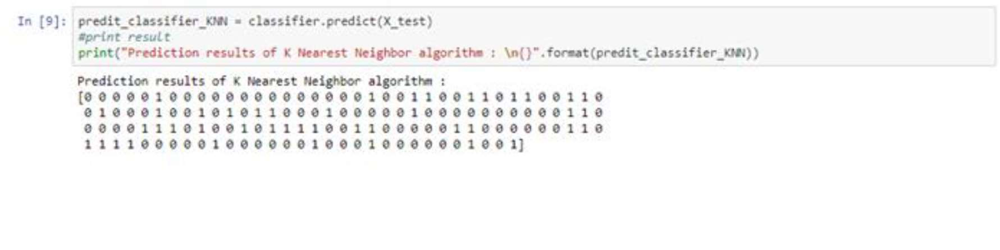 In [9]: predit_classifier_KNN = classifier.predict(X_test)
#print result
print("Prediction results of K Nearest Neighbor algorithm : \n{}".format(predit_classifier_KNN))
Prediction results of K Nearest Neighbor algorithm :
[0 0 0 0 0 1 0 0 0 0 0 0 0 0 0 0 0 0 0 0 1 0 0 1 1 0 0 1 1 0 1 1 0 0 1 1 0
0 1 0 0 0 1 0 0 1 0 1 0 1 1 0 0 0 1 0 0 0 0 0 1 0 0 0 0 0 0 0 0 0 0 1 1 0
0 0 0 0 1 1 1 0 1 0 0 1 0 1 1 1 1 0 0 1 1 0 0 0 0 0 1 1 0 0 0 0 0 0 1 1 0
1 1 1 1 0 0 0 0 0 1 0 0 0 0 0 0 1 0 0 0 1 0 0 0 0 0 0 1 0 0 1]